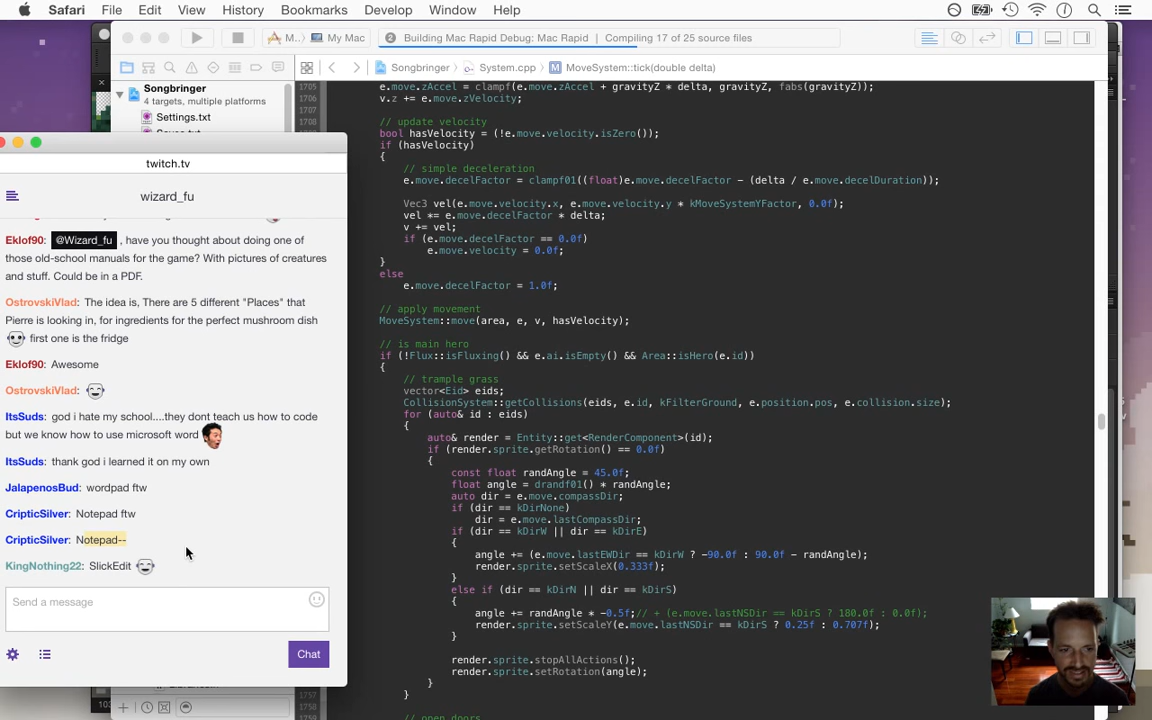 Safari File Edit View History Bookmarks Develop Window Help
M... My Mac
2 Building Mac Rapid Debug: Mac Rapid | Compiling 17 of 25 source files
Songbringer System.cpp M MoveSystem::tick(double delta)
Songbringer
4 targets, multiple platforms
Settings.txt
twitch.tv
wizard_fu
Eklof90: @Wizard_fu , have you thought about doing one of
those old-school manuals for the game? With pictures of creatures
and stuff. Could be in a PDF.
OstrovskiVlad: The idea is, There are 5 different "Places" that
Pierre is looking in, for ingredients for the perfect mushroom dish
first one is the fridge
Eklof90: Awesome
OstrovskiVlad:
ItsSuds: god i hate my school....they dont teach us how to code
but we know how to use microsoft word
ItsSuds: thank god i learned it on my own
JalapenosBud: wordpad ftw
CripticSilver: Notepad ftw
CripticSilver: Notepad--
KingNothing22: SlickEdit
Send a message
Chat
1705 e.move.zAccel = clampf(e.move.zAccel + gravityZ * delta, gravityZ, fabs(gravityZ));
1706 v.z += e.move.zVelocity;
1707
1708 // update velocity
bool hasVelocity = (!e.move.velocity.isZero());
if (hasVelocity)
{
// simple deceleration
e.move.decelFactor = clampf01((float)e.move.decelFactor - (delta / e.move.decelDuration));
Vec3 vel(e.move.velocity.x, e.move.velocity.y * kMoveSystemYFactor, 0.0f);
vel *= e.move.decelFactor * delta;
v += vel;
if (e.move.decelFactor == 0.0f)
e.move.velocity = 0.0f;
}
else
e.move.decelFactor = 1.0f;
// apply movement
MoveSystem::move(area, e, v, hasVelocity);
// is main hero
if (!Flux::isFluxing() && e.ai.isEmpty() && Area::isHero(e.id))
{
// trample grass
vector<Eid> eids;
CollisionSystem::getCollisions(eids, e.id, kFilterGround, e.position.pos, e.collision.size);
for (auto& id : eids)
{
auto& render = Entity::get<RenderComponent>(id);
if (render.sprite.getRotation() == 0.0f)
{
const float randAngle = 45.0f;
float angle = drandf01() * randAngle;
auto dir = e.move.compassDir;
if (dir == kDirNone)
dir = e.move.lastCompassDir;
if (dir == kDirW || dir == kDirE)
{
angle += (e.move.lastEWDir == kDirW ? -90.0f : 90.0f - randAngle);
render.sprite.setScaleX(0.333f);
}
else if (dir == kDirN || dir == kDirS)
{
angle += randAngle * -0.5f;// + (e.move.lastNSDir == kDirS ? 180.0f : 0.0f);
render.sprite.setScaleY(e.move.lastNSDir == kDirS ? 0.25f : 0.707f);
}
render.sprite.stopAllActions();
render.sprite.setRotation(angle);
}
1757 }
1758
// open doors